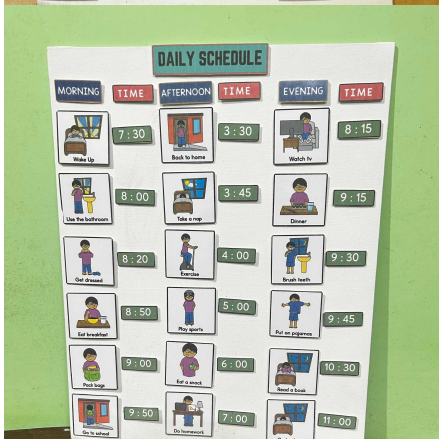 DAILY SCHEDULE
MORNING TIME AFTERNOON TIME EVENING TIME
Wake Up 7:30 Back to home 3:30 Watch tv 8:15
Use the bathroom 8:00 Take a nap 3:45 Dinner 9:15
Get dressed 8:20 Exercise 4:00 Brush teeth 9:30
Eat breakfast 8:50 Play sports 5:00 Put on pajamas 9:45
Pack bags 9:00 Eat a snack 6:00 Read a book 10:30
Go to school 9:50 Do homework 7:00 11:00